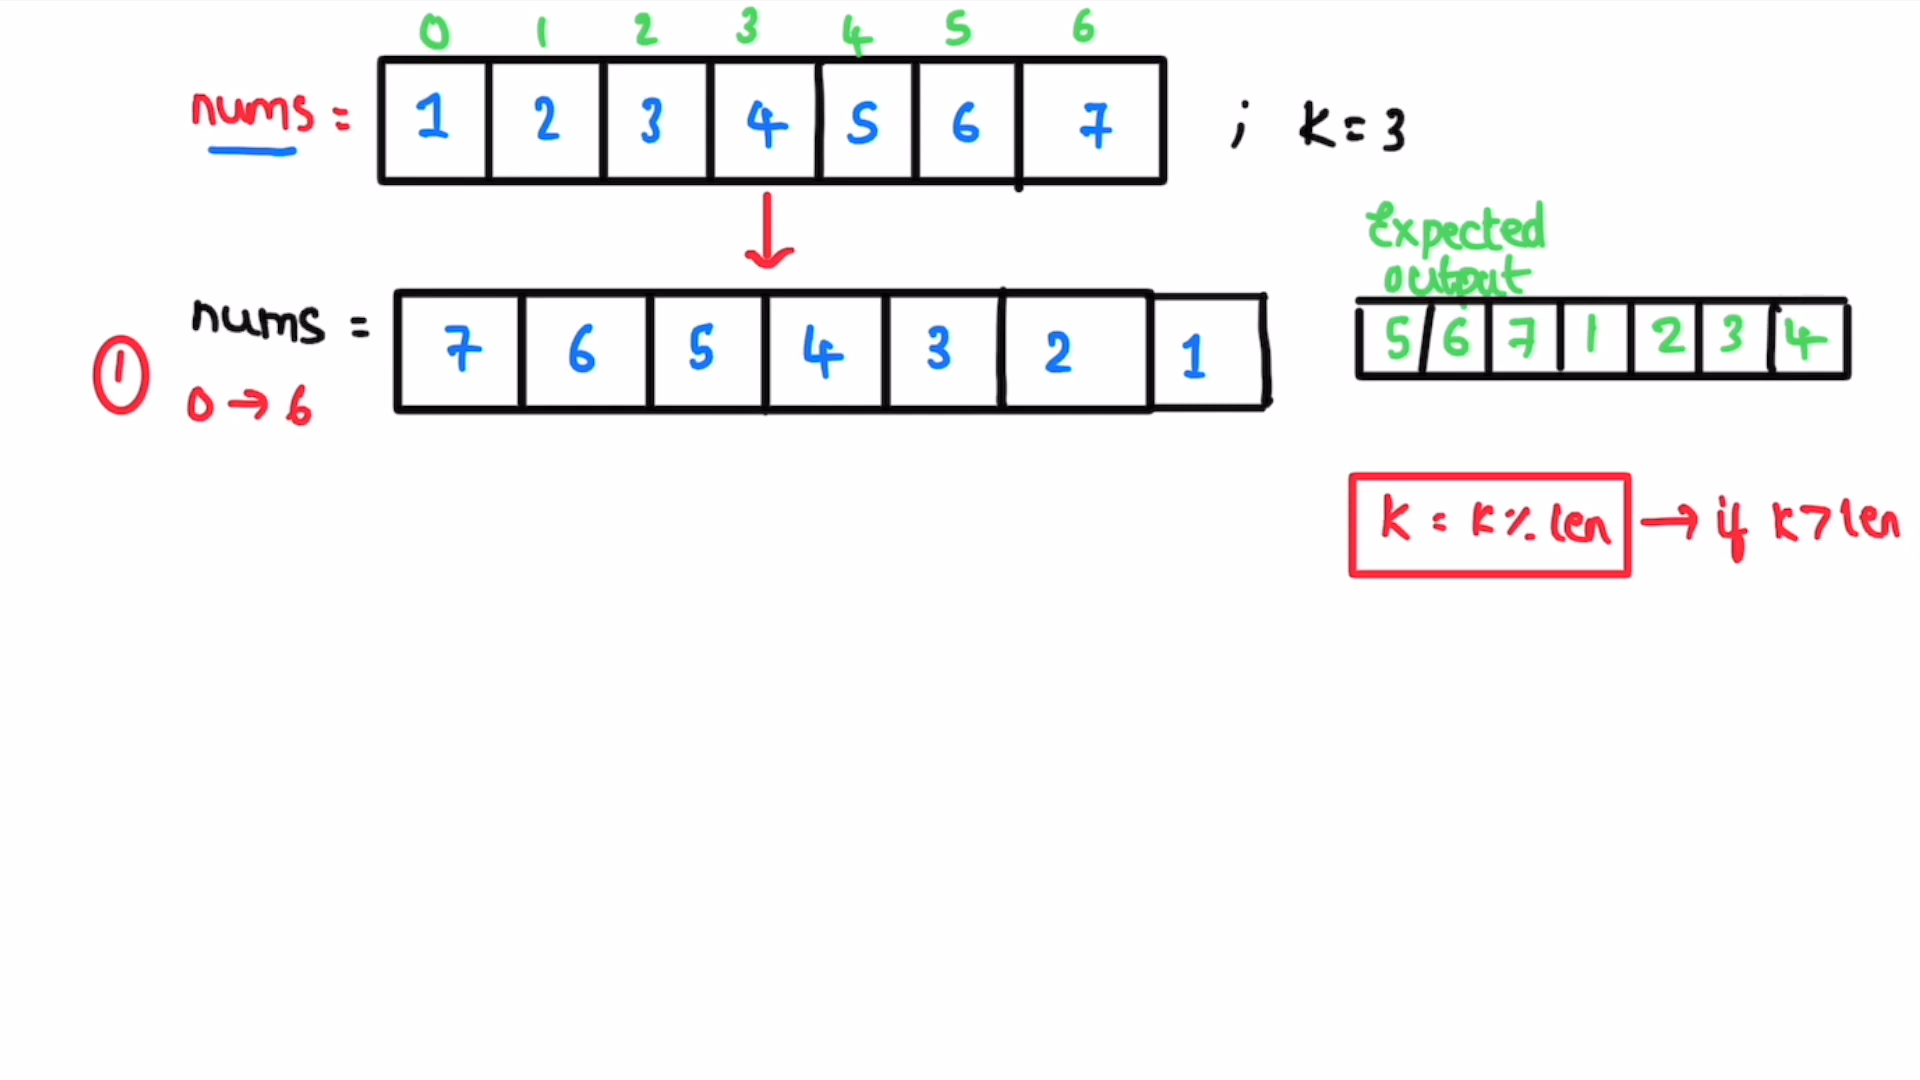 0 1 2 3 4 5 6
nums = 1 2 3 4 5 6 7 ; K = 3
Expected
output
nums = 7 6 5 4 3 2 1
5 6 7 1 2 3 4
1
0 → 6
K = K % len → if K > len